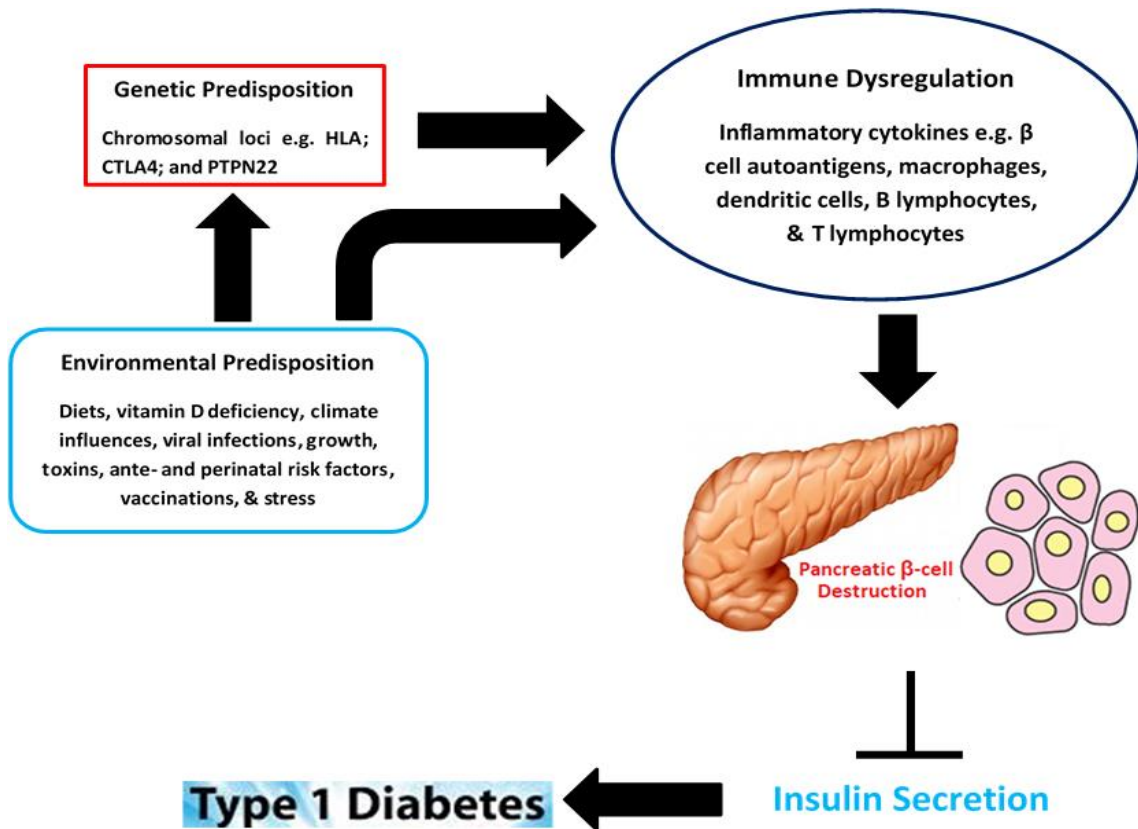 Genetic Predisposition
Chromosomal loci e.g. HLA;
CTLA4; and PTPN22
Immune Dysregulation
Inflammatory cytokines e.g. β
cell autoantigens, macrophages,
dendritic cells, B lymphocytes,
& T lymphocytes
Environmental Predisposition
Diets, vitamin D deficiency, climate
influences, viral infections, growth,
toxins, ante- and perinatal risk factors,
vaccinations, & stress
Pancreatic β-cell
Destruction
Insulin Secretion
Type 1 Diabetes